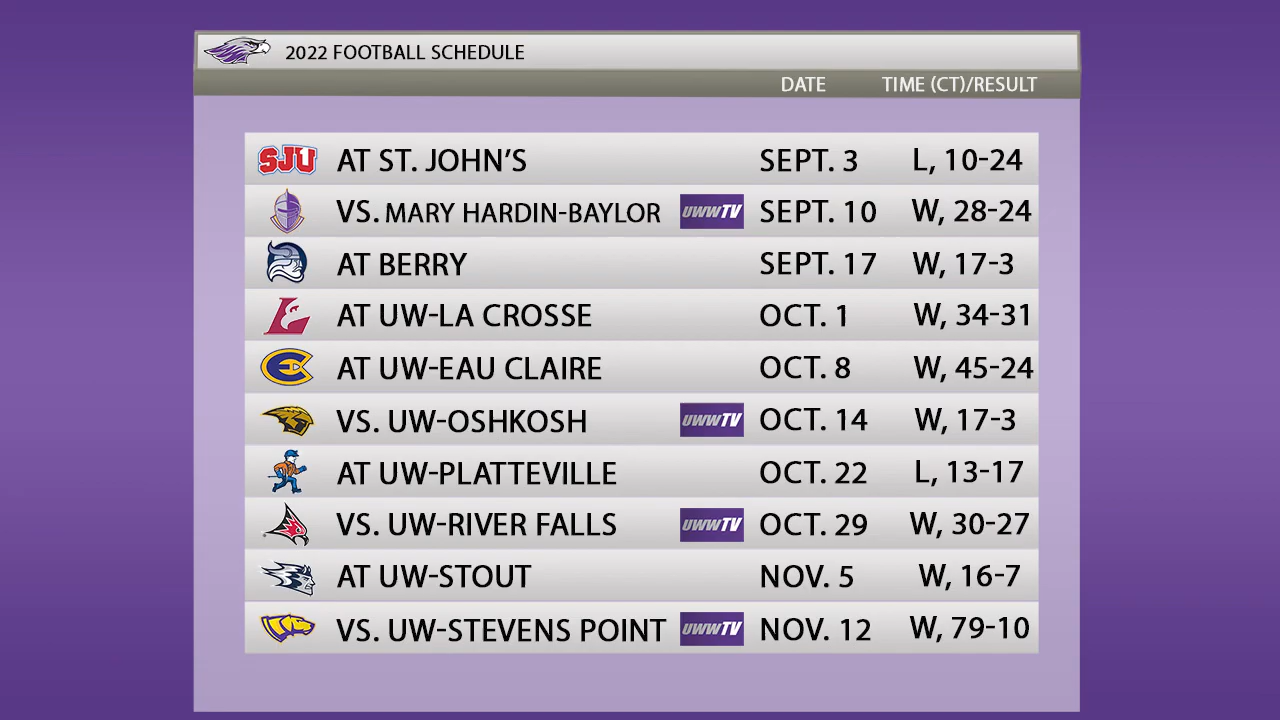 2022 FOOTBALL SCHEDULE
DATE TIME (CT)/RESULT
SJU AT ST. JOHN'S SEPT. 3 L, 10-24
VS. MARY HARDIN-BAYLOR UWWTV SEPT. 10 W, 28-24
AT BERRY SEPT. 17 W, 17-3
L AT UW-LA CROSSE OCT. 1 W, 34-31
C AT UW-EAU CLAIRE OCT. 8 W, 45-24
VS. UW-OSHKOSH UWWTV OCT. 14 W, 17-3
AT UW-PLATTEVILLE OCT. 22 L, 13-17
VS. UW-RIVER FALLS UWWTV OCT. 29 W, 30-27
AT UW-STOUT NOV. 5 W, 16-7
VS. UW-STEVENS POINT UWWTV NOV. 12 W, 79-10